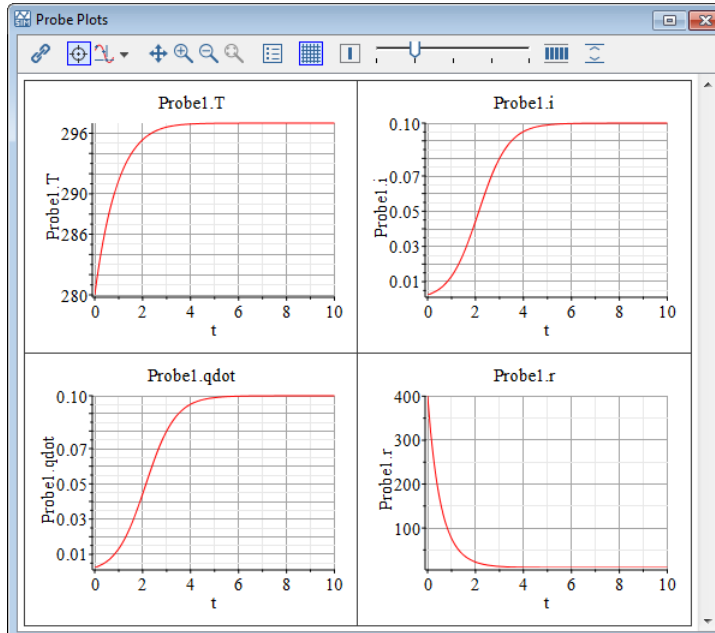 Probe Plots
SIM
Probe1.T
296
290
286
280
Probe1.T
0 2 4 6 8 10
t
Probe1.i
0.10
0.07
0.05
0.03
0.01
Probe1.i
0 2 4 6 8 10
t
Probe1.qdot
0.10
0.07
0.05
0.03
0.01
Probe1.qdot
0 2 4 6 8 10
t
Probe1.r
400
300
200
100
Probe1.r
0 2 4 6 8 10
t